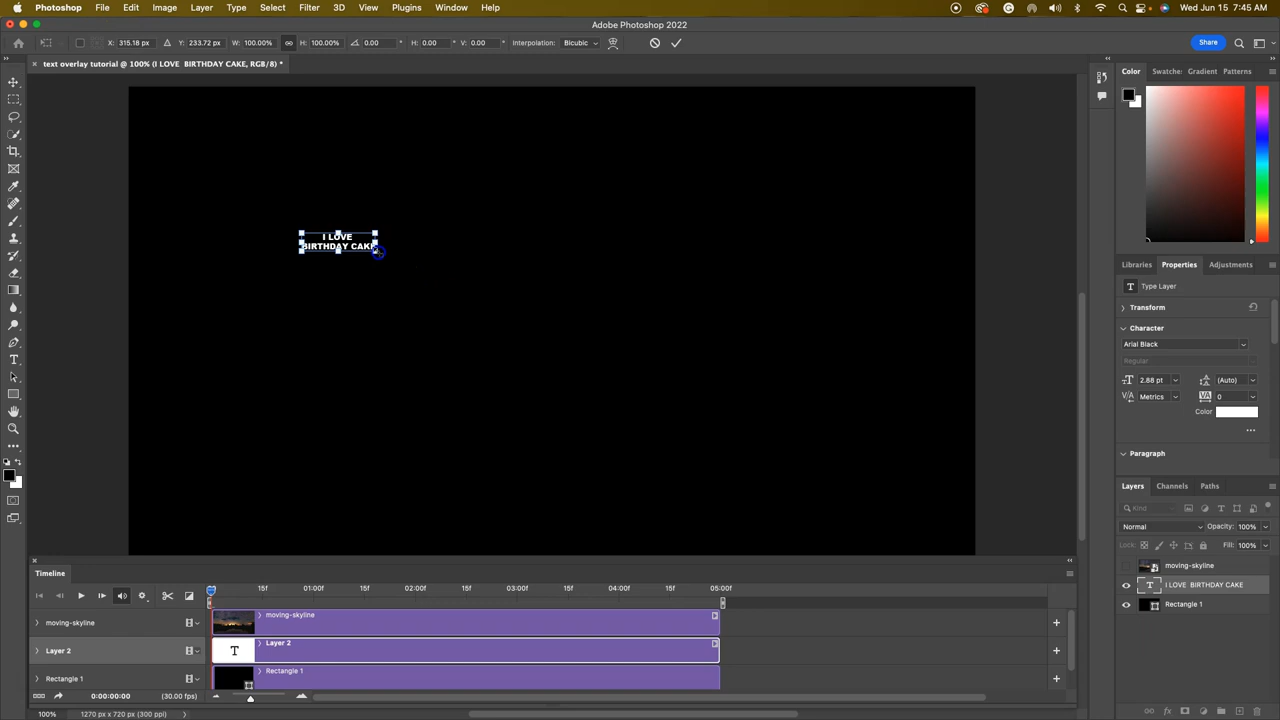 Photoshop File Edit Image Layer Type Select Filter 3D View Plugins Window Help Wed Jun 15 7:45 AM
Adobe Photoshop 2022
X: 315.18 px Y: 233.72 px W: 100.00% H: 100.00% 0.00 ° H: 0.00 ° V: 0.00 ° Interpolation: Bicubic Share
text overlay tutorial @ 100% (I LOVE BIRTHDAY CAKE, RGB/8) *
Color Swatche: Gradient Patterns
I LOVE
BIRTHDAY CAKE
Libraries Properties Adjustments
Type Layer
Transform
Character
Arial Black
Regular
2.88 pt (Auto)
Metrics 0
Color
Paragraph
Layers Channels Paths
Kind
Normal Opacity: 100%
Lock: Fill: 100%
moving-skyline
I LOVE BIRTHDAY CAKE
Rectangle 1
Timeline
15f 01:00f 15f 02:00f 15f 03:00f 15f 04:00f 15f 05:00f
moving-skyline moving-skyline
Layer 2 T Layer 2
Rectangle 1 Rectangle 1
0:00:00:00 (30.00 fps)
100% 1270 px x 720 px (300 ppi)